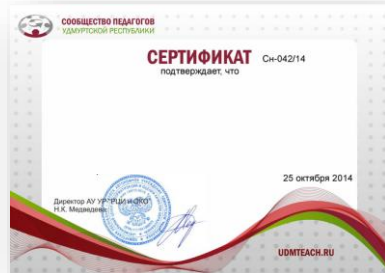 СООБЩЕСТВО ПЕДАГОГОВ
УДМУРТСКОЙ РЕСПУБЛИКИ
СЕРТИФИКАТ Сн-042/14
подтверждает, что
25 октября 2014
Директор АУ УР "РЦИ и ОКО"
Н.К. Медведева
UDMTEACH.RU